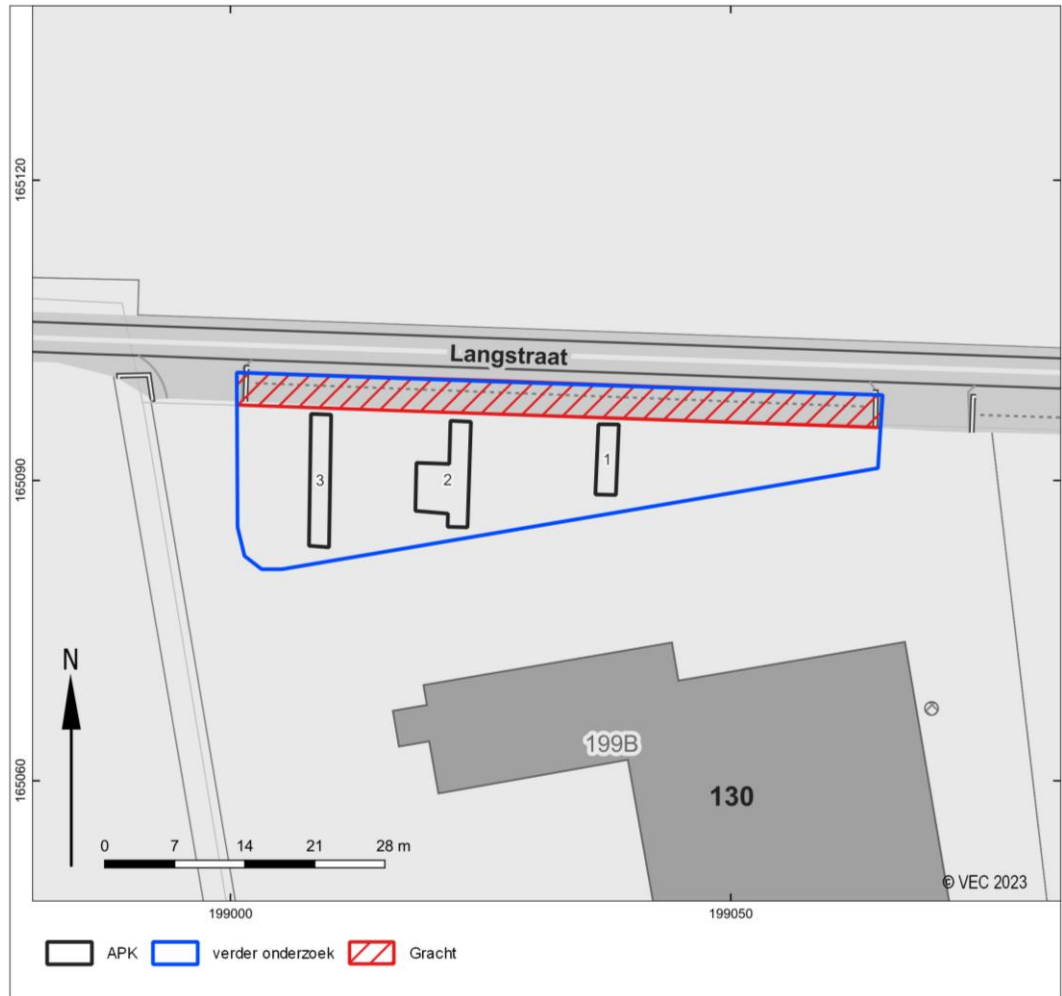 165120
Langstraat
1
2
3
165090
199B
130
165060
N
0 7 14 21 28 m
© VEC 2023
199000 199050
APK verder onderzoek Gracht